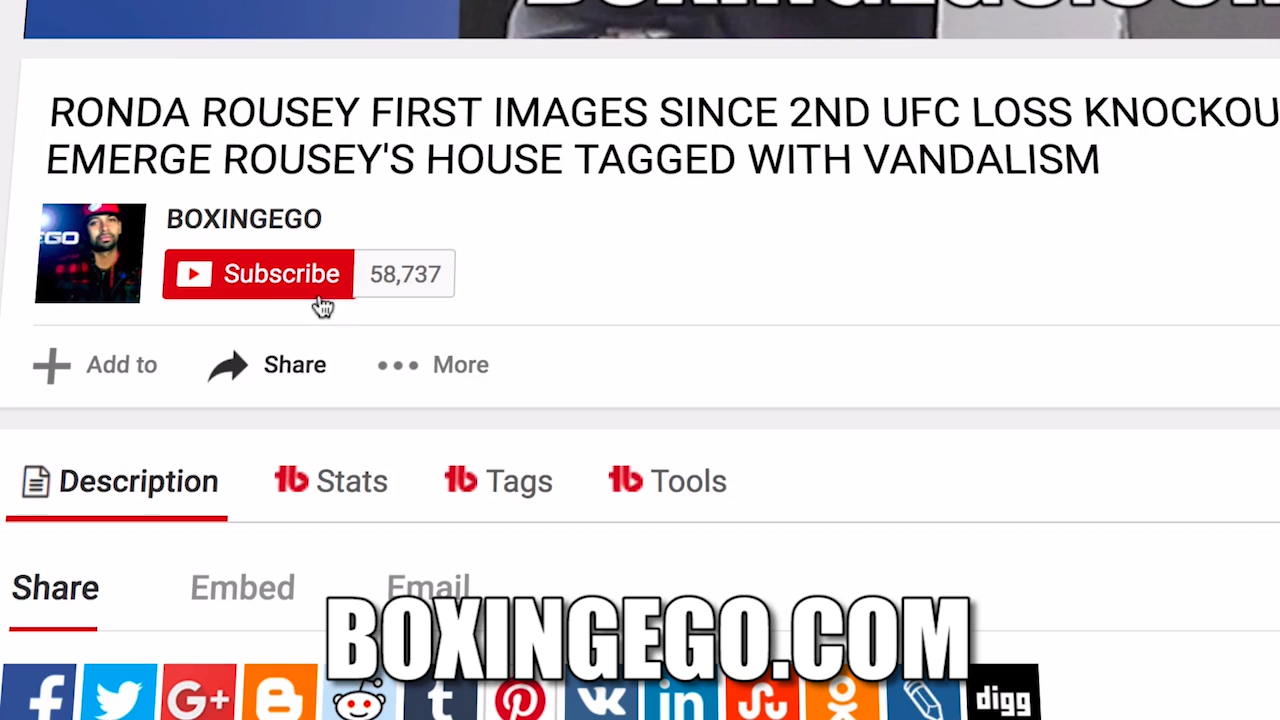 RONDA ROUSEY FIRST IMAGES SINCE 2ND UFC LOSS
EMERGE ROUSEY'S HOUSE TAGGED WITH VANDALISM
EGO
BOXINGEGO
Subscribe 58,737
Add to Share More
Description Stats Tags Tools
Share Embed Email
BOXINGEGO.COM
digg